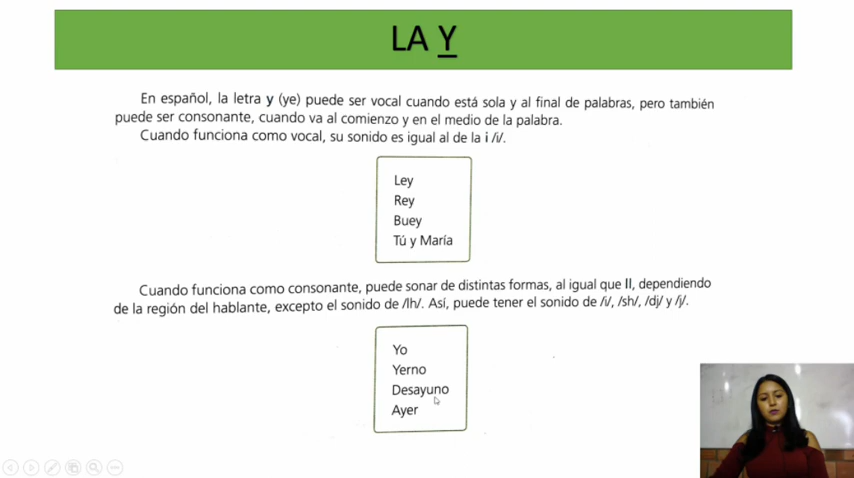 LA Y
En español, la letra y (ye) puede ser vocal cuando está sola y al final de palabras, pero también
puede ser consonante, cuando va al comienzo y en el medio de la palabra.
Cuando funciona como vocal, su sonido es igual al de la i /i/.
Ley
Rey
Buey
Tú y María
Cuando funciona como consonante, puede sonar de distintas formas, al igual que ll, dependiendo
de la región del hablante, excepto el sonido de /lh/. Así, puede tener el sonido de /i/, /sh/, /dj/ y /j/.
Yo
Yerno
Desayuno
Ayer